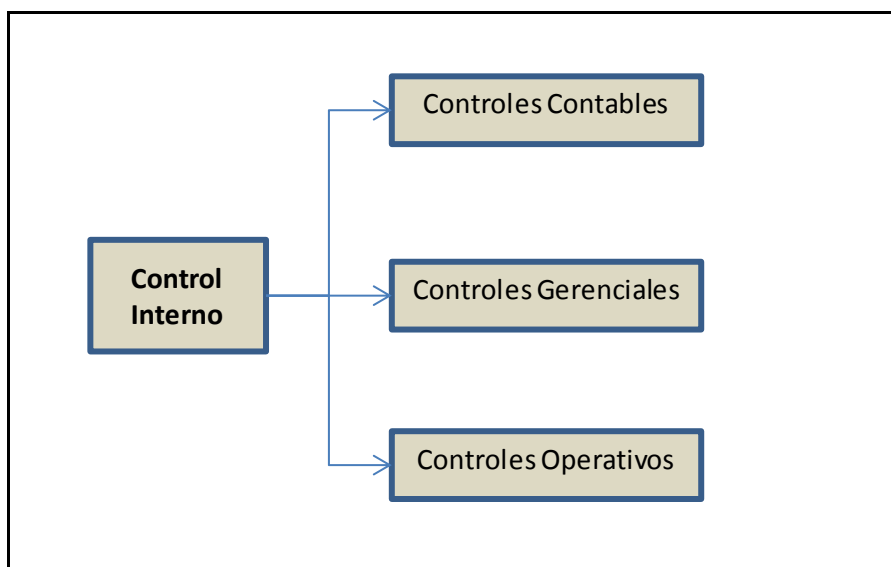 Controles Contables
Control
Interno
Controles Gerenciales
Controles Operativos